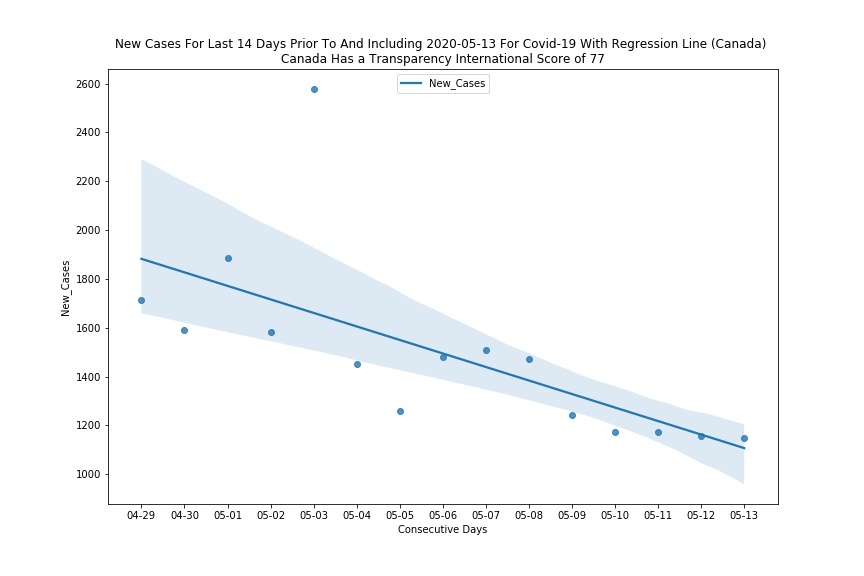 New Cases For Last 14 Days Prior To And Including 2020-05-13 For Covid-19 With Regression Line (Canada)
Canada Has a Transparency International Score of 77
New_Cases
2600
2400
2200
2000
1800
1600
1400
1200
1000
New_Cases
04-29 04-30 05-01 05-02 05-03 05-04 05-05 05-06 05-07 05-08 05-09 05-10 05-11 05-12 05-13
Consecutive Days